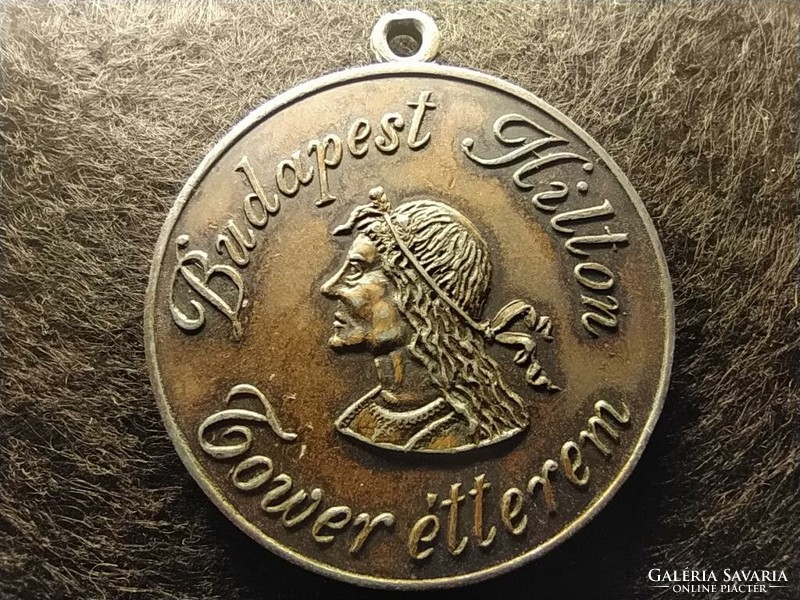 Budapest Hilton
Tower étterem
GALÉRIA SAVARIA
ONLINE PIACTÉR